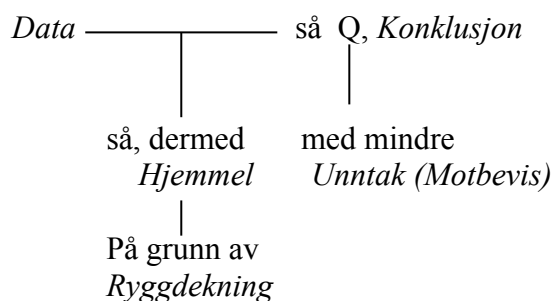 Data så Q, Konklusjon
så, dermed med mindre
Hjemmel Unntak (Motbevis)
På grunn av
Ryggdekning